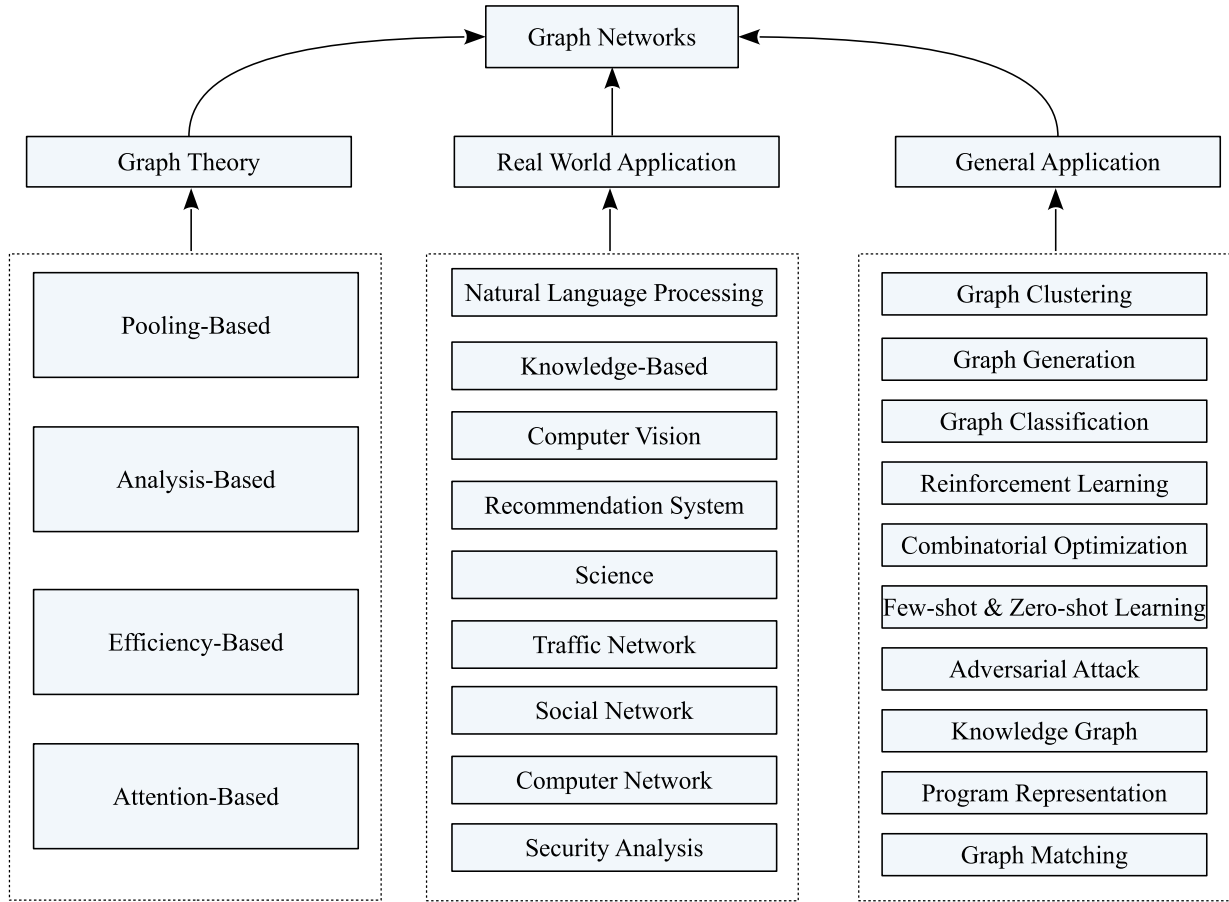 Graph Networks
Graph Theory
Real World Application
General Application
Pooling-Based
Analysis-Based
Efficiency-Based
Attention-Based
Natural Language Processing
Knowledge-Based
Computer Vision
Recommendation System
Science
Traffic Network
Social Network
Computer Network
Security Analysis
Graph Clustering
Graph Generation
Graph Classification
Reinforcement Learning
Combinatorial Optimization
Few-shot & Zero-shot Learning
Adversarial Attack
Knowledge Graph
Program Representation
Graph Matching